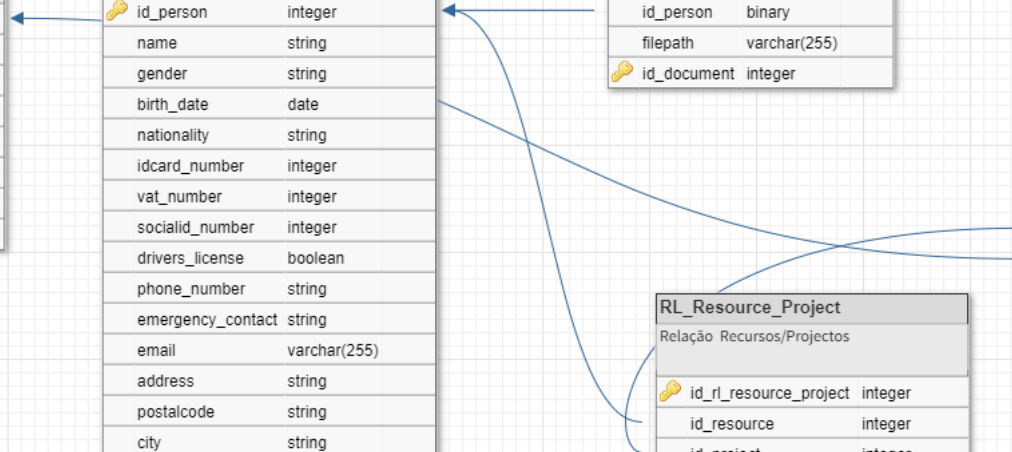 id_person integer
name string
gender string
birth_date date
nationality string
idcard_number integer
vat_number integer
socialid_number integer
drivers_license boolean
phone_number string
emergency_contact string
email varchar(255)
address string
postalcode string
city string
id_person binary
filepath varchar(255)
id_document integer
RL_Resource_Project
Relação Recursos/Projectos
id_rl_resource_project integer
id_resource integer
id_project integer